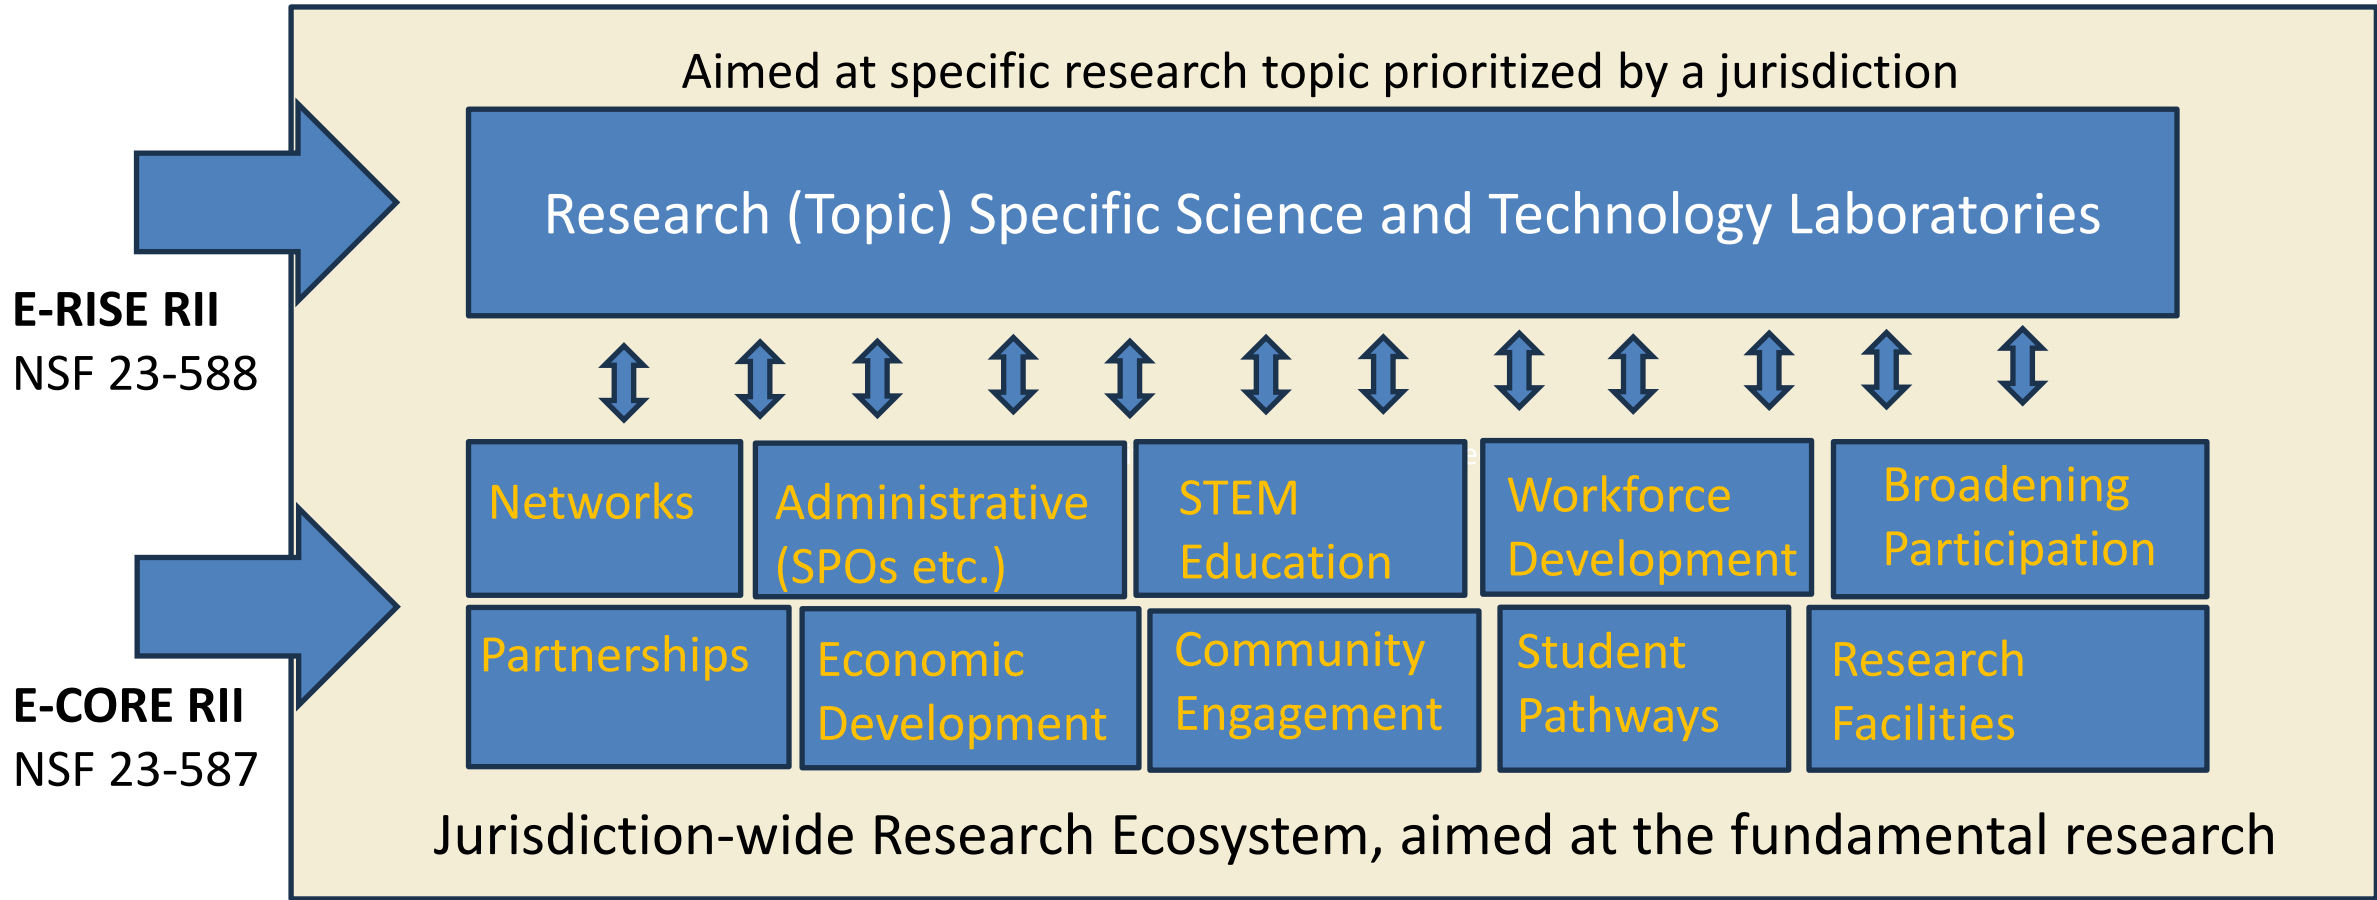 Aimed at specific research topic prioritized by a jurisdiction
Research (Topic) Specific Science and Technology Laboratories
E-RISE RII
NSF 23-588
Networks
Administrative
(SPOs etc.)
STEM
Education
Workforce
Development
Broadening
Participation
Partnerships
Economic
Development
Community
Engagement
Student
Pathways
Research
Facilities
E-CORE RII
NSF 23-587
Jurisdiction-wide Research Ecosystem, aimed at the fundamental research